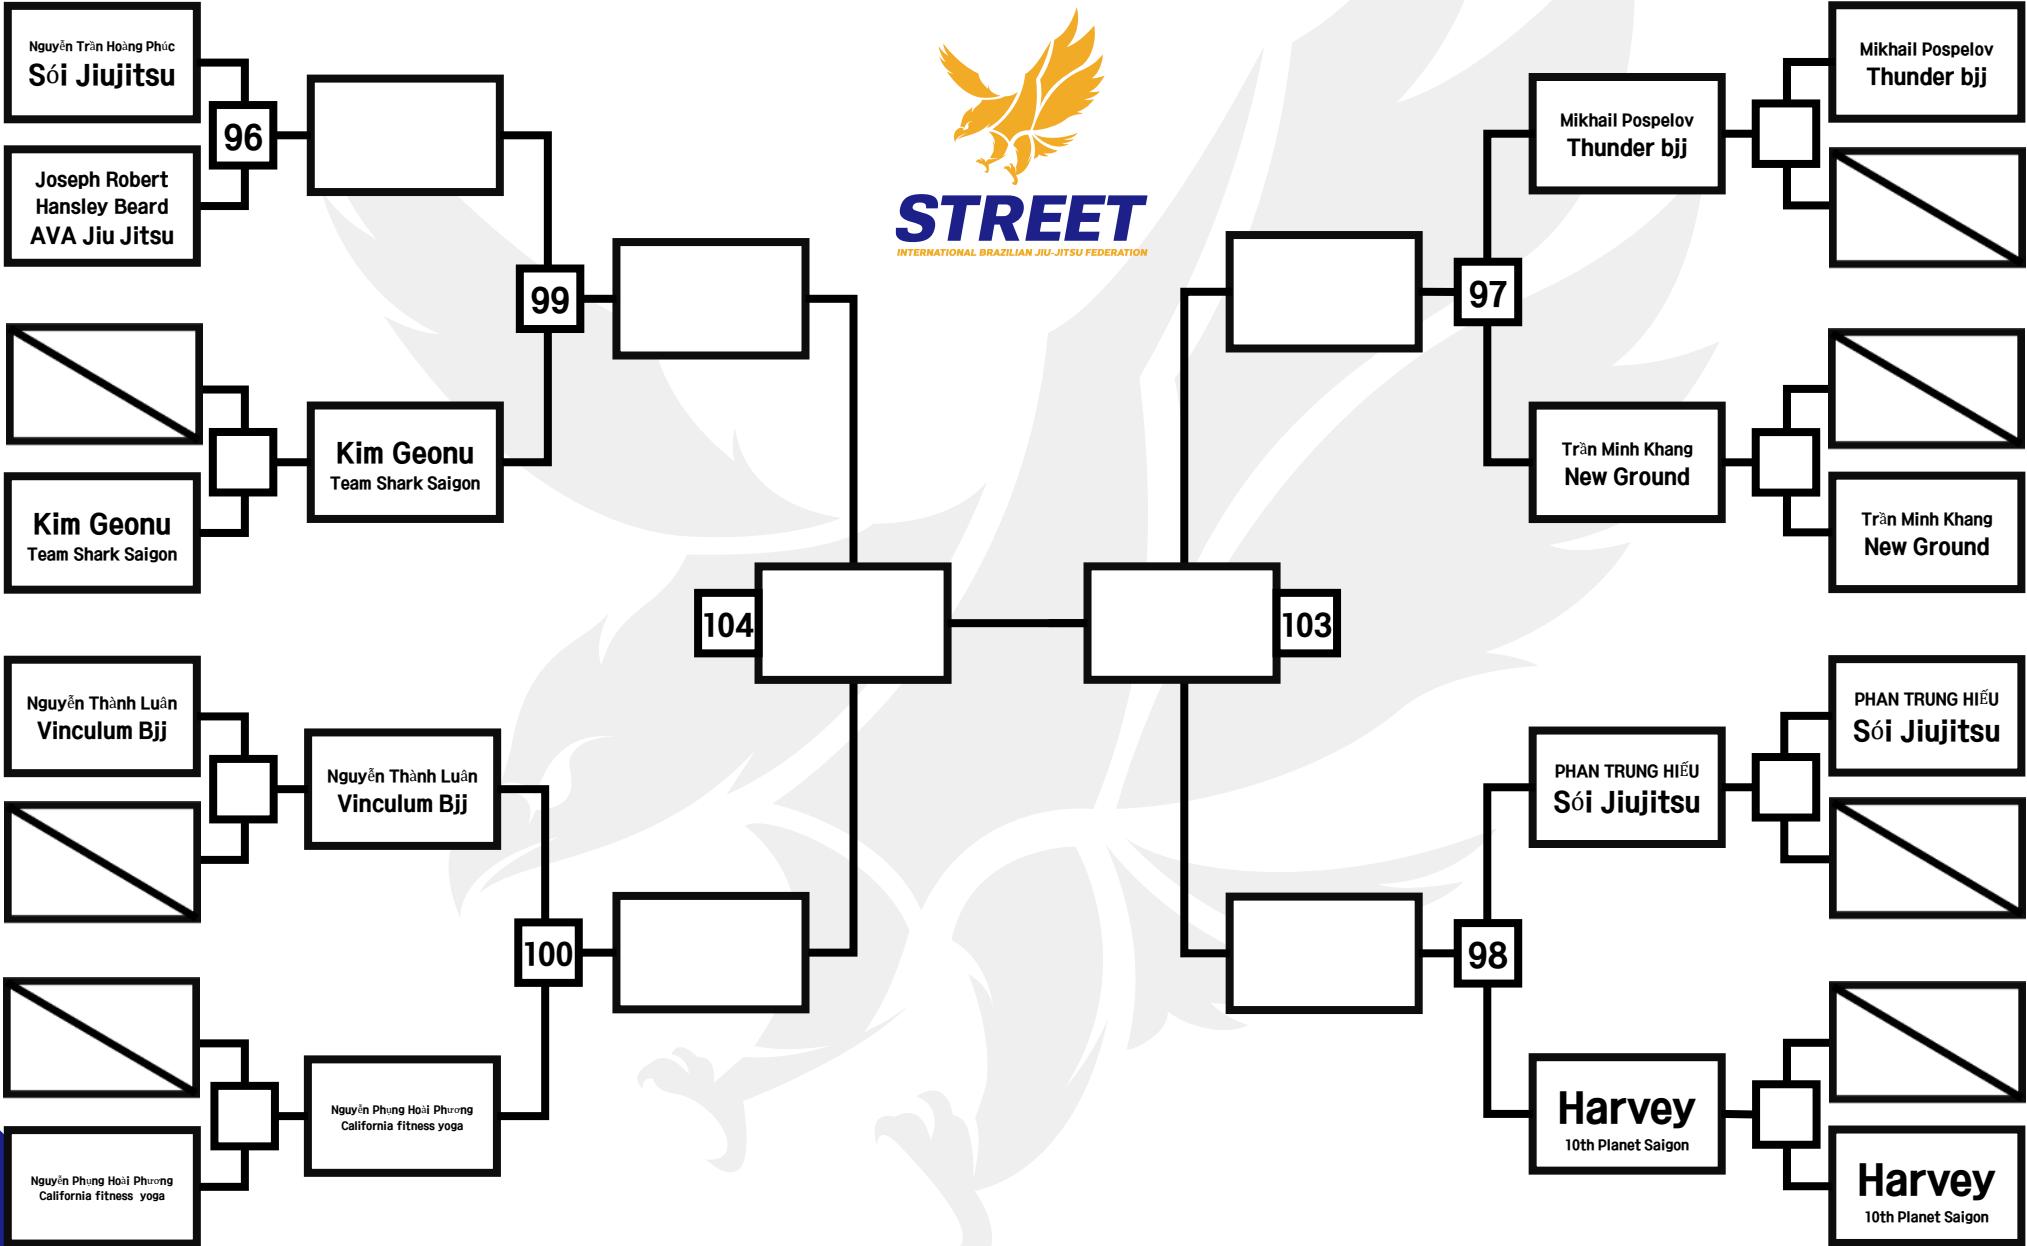 Nguyễn Trần Hoàng Phúc
Sói Jiujitsu
96
Joseph Robert
Hansley Beard
AVA Jiu Jitsu
99
Kim Geonu
Team Shark Saigon
Kim Geonu
Team Shark Saigon
104
Nguyễn Thành Luân
Vinculum Bjj
Nguyễn Thành Luân
Vinculum Bjj
100
Nguyễn Phụng Hoài Phương
California fitness yoga
Nguyễn Phụng Hoài Phương
California fitness yoga
STREET
INTERNATIONAL BRAZILIAN JIU-JITSU FEDERATION
Mikhail Pospelov
Thunder bjj
Mikhail Pospelov
Thunder bjj
97
Trần Minh Khang
New Ground
Trần Minh Khang
New Ground
103
PHAN TRUNG HIẾU
Sói Jiujitsu
PHAN TRUNG HIẾU
Sói Jiujitsu
98
Harvey
10th Planet Saigon
Harvey
10th Planet Saigon